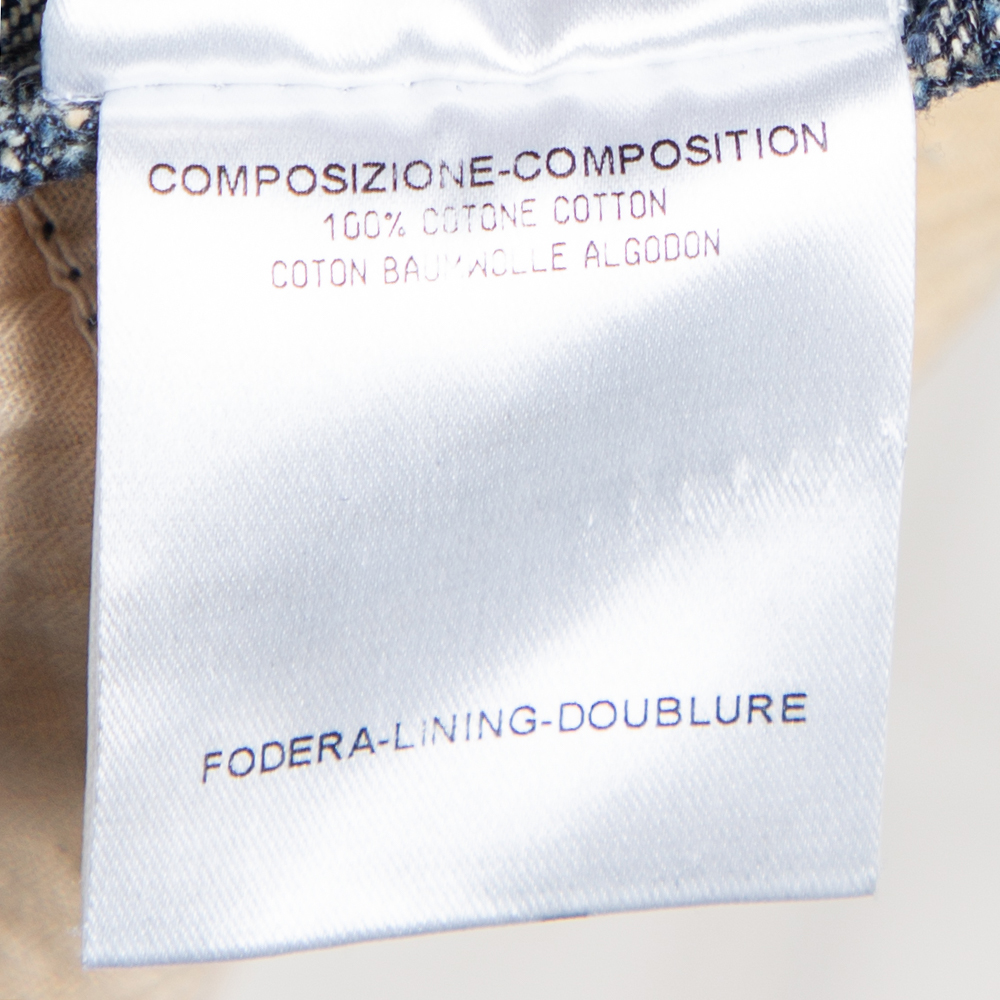 COMPOSIZIONE-COMPOSITION
100% COTONE COTTON
COTON BAUMWOLLE ALGODON
FODERA-LINING-DOUBLURE